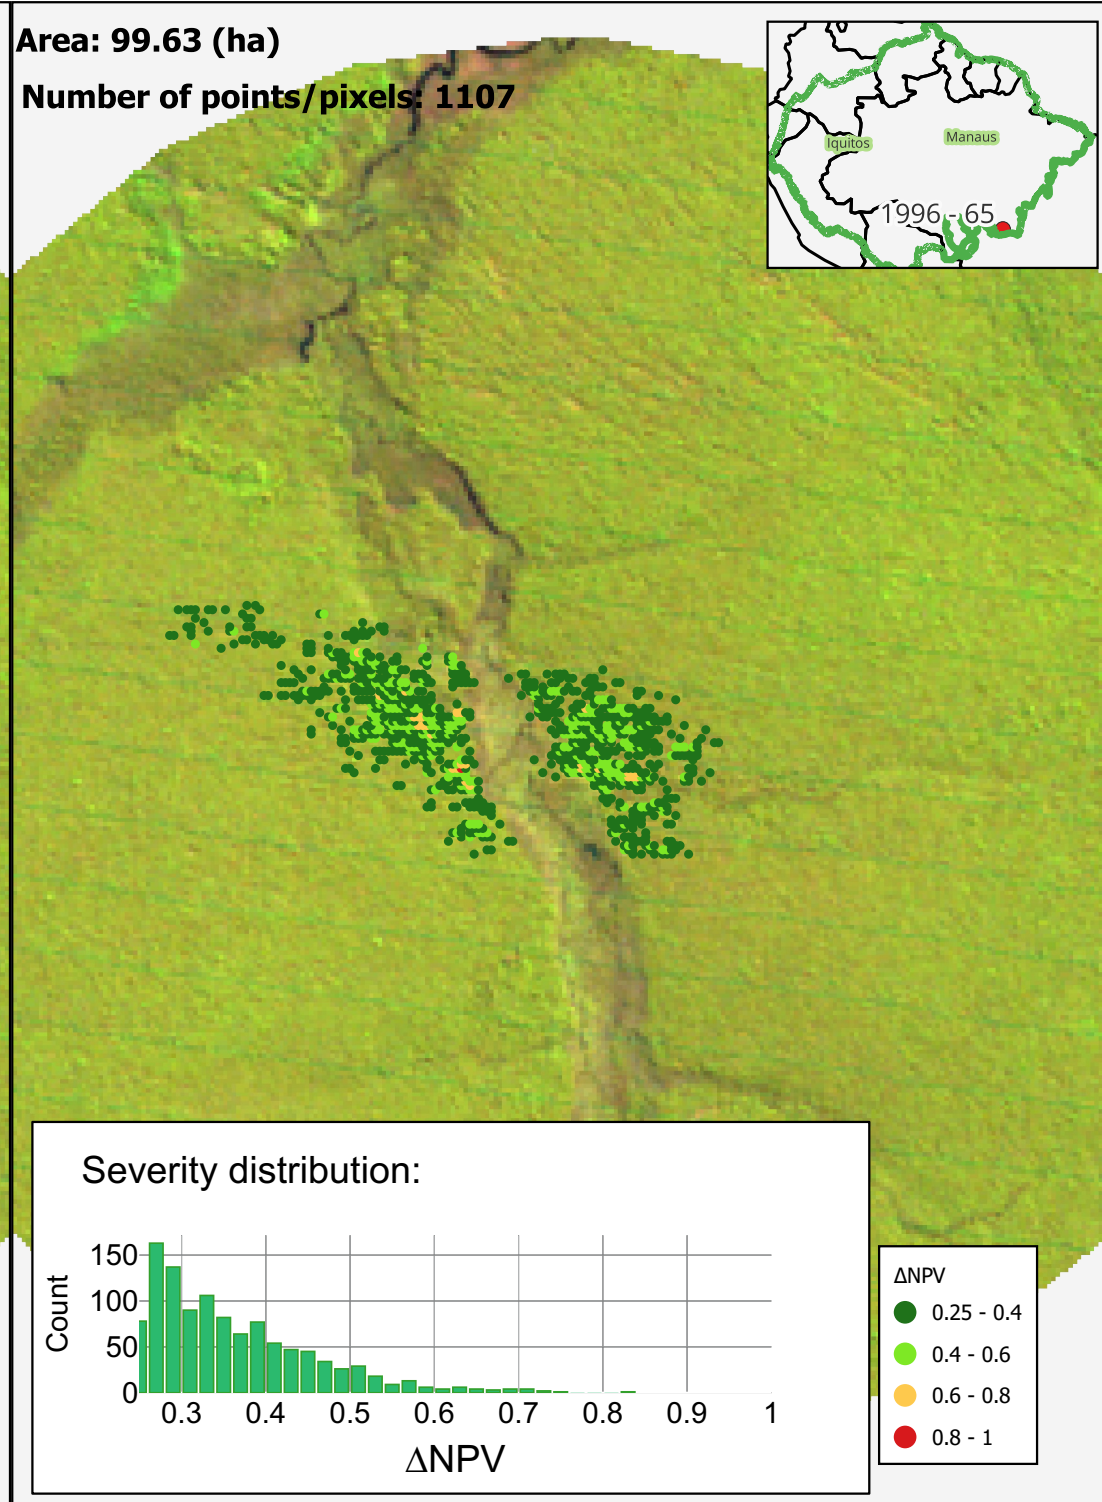 Area: 99.63 (ha)
Number of points/pixels: 1107
Iquitos
Manaus
1996 - 65
Severity distribution:
Count
150
100
50
0
0.3 0.4 0.5 0.6 0.7 0.8 0.9 1
ΔNPV
ΔNPV
0.25 - 0.4
0.4 - 0.6
0.6 - 0.8
0.8 - 1